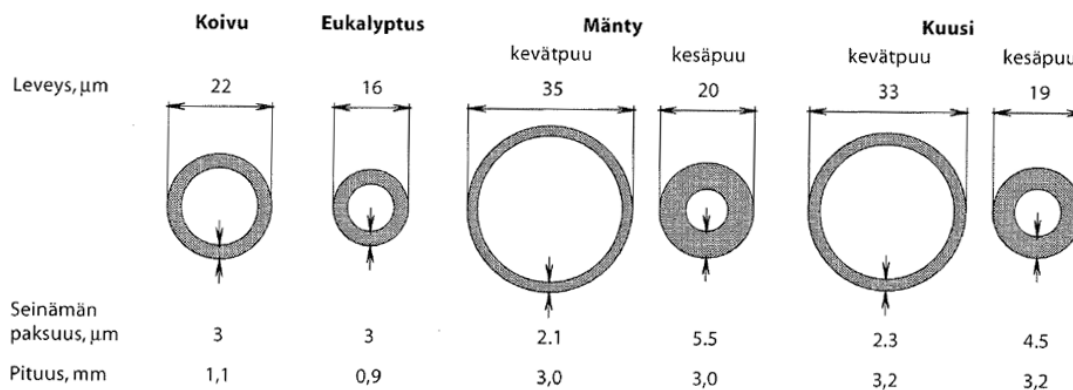 Koivu Eukalyptus Mänty Kuusi
kevätpuu kesäpuu kevätpuu kesäpuu
Leveys, µm 22 16 35 20 33 19
Seinämän
paksuus, µm 3 3 2.1 5.5 2.3 4.5
Pituus, mm 1,1 0,9 3,0 3,0 3,2 3,2